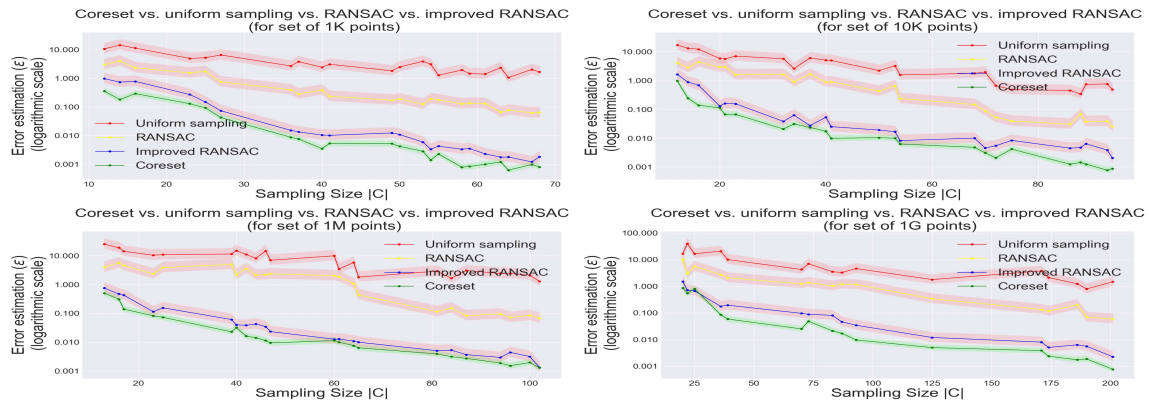 Coreset vs. uniform sampling vs. RANSAC vs. improved RANSAC
(for set of 1K points)
Error estimation (ε)
(logarithmic scale)
10.000
1.000
0.100
0.010
0.001
Uniform sampling
RANSAC
Improved RANSAC
Coreset
10 20 30 40 50 60 70
Sampling Size |C|
Coreset vs. uniform sampling vs. RANSAC vs. improved RANSAC
(for set of 10K points)
Error estimation (ε)
(logarithmic scale)
10.000
1.000
0.100
0.010
0.001
Uniform sampling
RANSAC
Improved RANSAC
Coreset
20 40 60 80
Sampling Size |C|
Coreset vs. uniform sampling vs. RANSAC vs. improved RANSAC
(for set of 1M points)
Error estimation (ε)
(logarithmic scale)
10.000
1.000
0.100
0.010
0.001
Uniform sampling
RANSAC
Improved RANSAC
Coreset
20 40 60 80 100
Sampling Size |C|
Coreset vs. uniform sampling vs. RANSAC vs. improved RANSAC
(for set of 1G points)
Error estimation (ε)
(logarithmic scale)
100.000
10.000
1.000
0.100
0.010
0.001
Uniform sampling
RANSAC
Improved RANSAC
Coreset
25 50 75 100 125 150 175 200
Sampling Size |C|